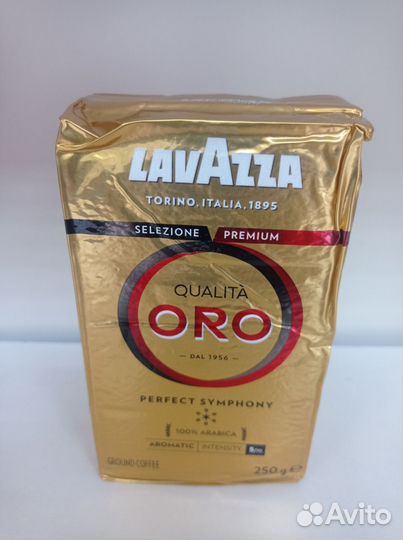 LAVAZZA
TORINO, ITALIA, 1895
SELEZIONE PREMIUM
QUALITÀ
ORO
DAL 1956
PERFECT SYMPHONY
100% ARABICA
AROMATIC INTENSITY
GROUND COFFEE 250 g ℮
Avito